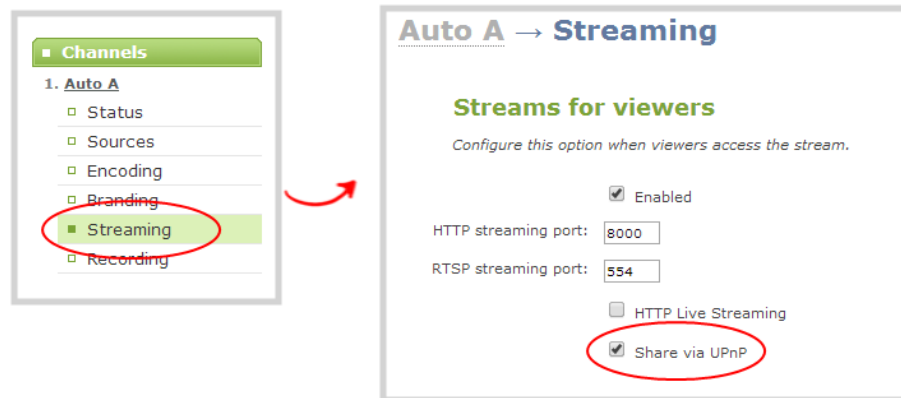 Channels
1. Auto A
Status
Sources
Encoding
Branding
Streaming
Recording
Auto A → Streaming
Streams for viewers
Configure this option when viewers access the stream.
Enabled
HTTP streaming port: 8000
RTSP streaming port: 554
HTTP Live Streaming
Share via UPnP